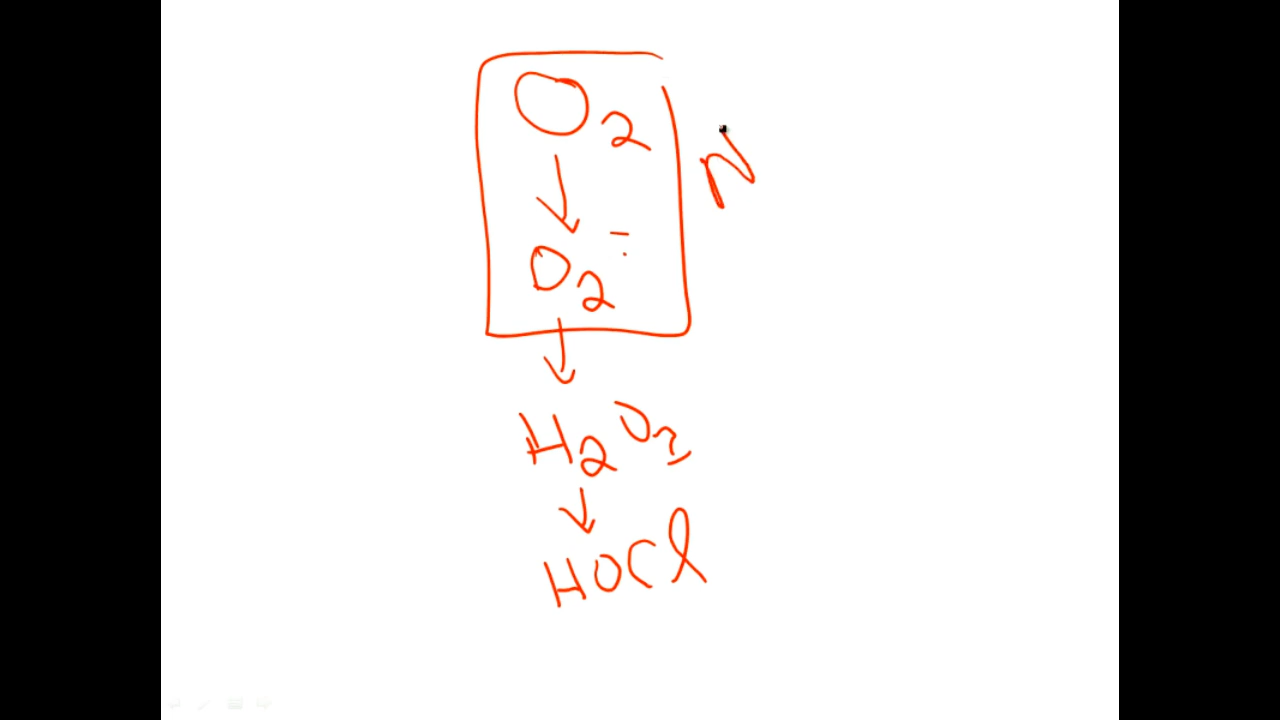 O₂
↓
O₂∸
↓
H₂O₂
↓
HOCl
N